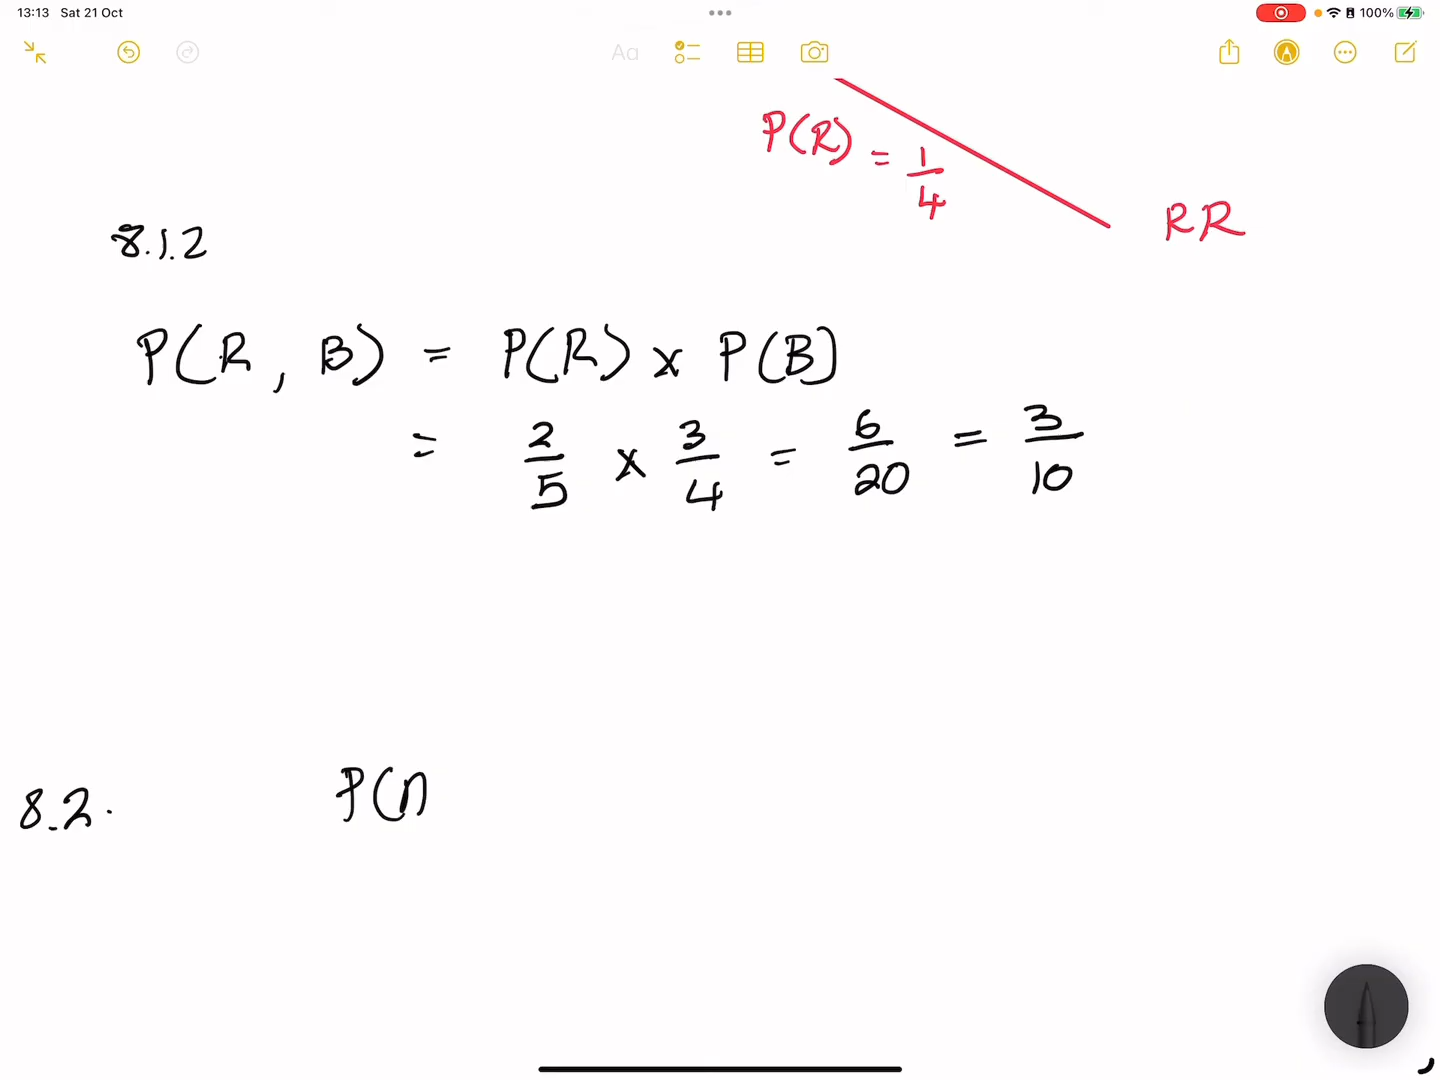 13:13 Sat 21 Oct
100%
Aa
P(R) = 1/4
RR
8.1.2
P(R, B) = P(R) x P(B)
= 2/5 x 3/4 = 6/20 = 3/10
8.2. P(n